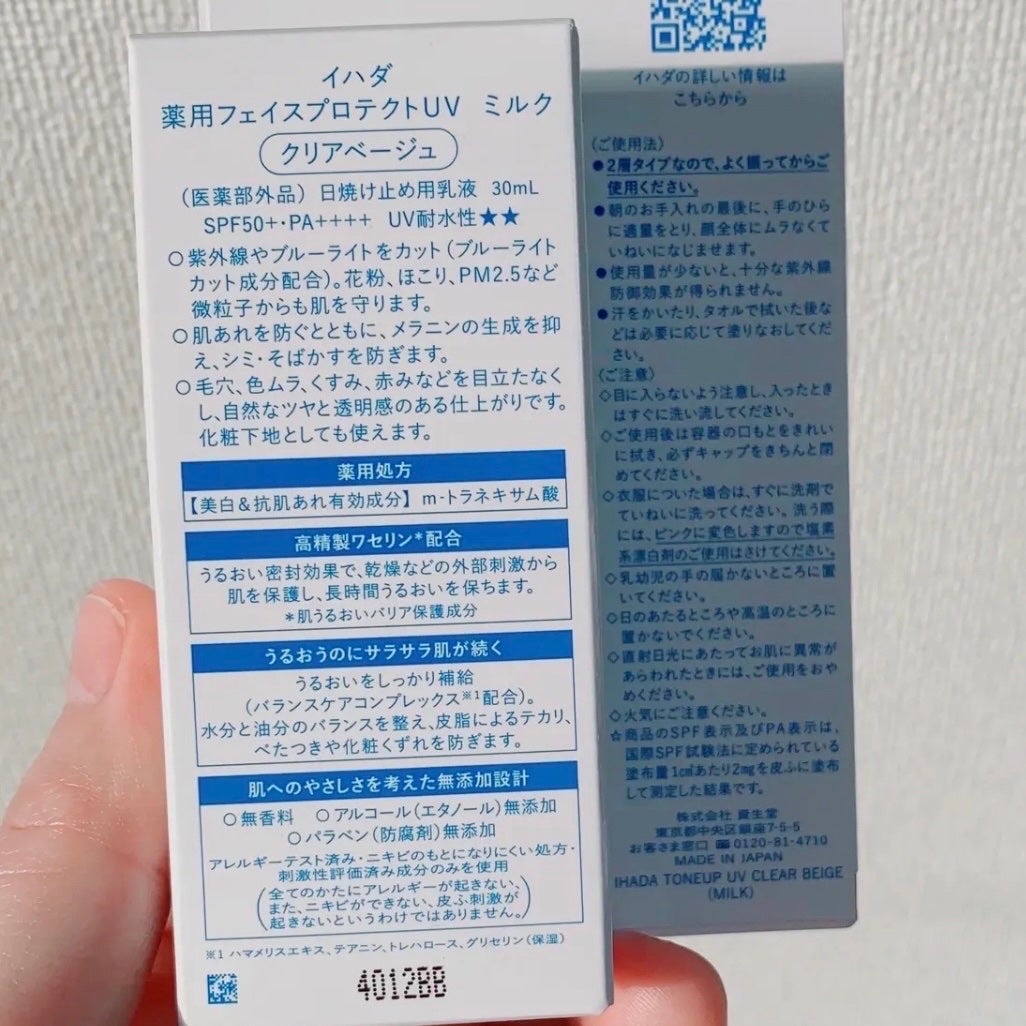 イハダ
薬用フェイスプロテクトUV ミルク
クリアベージュ
（医薬部外品）日焼け止め用乳液 30mL
SPF50+・PA++++ UV耐水性★★
○紫外線やブルーライトをカット（ブルーライト
カット成分配合）。花粉、ほこり、PM2.5など
微粒子からも肌を守ります。
○肌あれを防ぐとともに、メラニンの生成を抑
え、シミ・そばかすを防ぎます。
○毛穴、色ムラ、くすみ、赤みなどを目立たなく
し、自然なツヤと透明感のある仕上がりです。
化粧下地としても使えます。
薬用処方
【美白＆抗肌あれ有効成分】 m-トラネキサム酸
高精製ワセリン*配合
うるおい密封効果で、乾燥などの外部刺激から
肌を保護し、長時間うるおいを保ちます。
*肌うるおいバリア保護成分
うるおうのにサラサラ肌が続く
うるおいをしっかり補給
（バランスケアコンプレックス※1配合）。
水分と油分のバランスを整え、皮脂によるテカリ、
べたつきや化粧くずれを防ぎます。
肌へのやさしさを考えた無添加設計
○無香料 ○アルコール（エタノール）無添加
○パラベン（防腐剤）無添加
アレルギーテスト済み・ニキビのもとになりにくい処方・
刺激性評価済み成分のみを使用
（全てのかたにアレルギーが起きない、
また、ニキビができない、皮ふ刺激が
起きないというわけではありません。）
※1 ハマメリスエキス、テアニン、トレハロース、グリセリン（保湿）
4012BB
イハダの詳しい情報は
こちらから
（ご使用法）
●2層タイプなので、よく振ってからご
使用ください。
●朝のお手入れの最後に、手のひら
に適量をとり、顔全体にムラなくて
いねいになじませます。
●使用量が少ないと、十分な紫外線
防御効果が得られません。
●汗をかいたり、タオルで拭いた後な
どは必要に応じて塗りなおしてくだ
さい。
（ご注意）
◇目に入らないよう注意し、入ったとき
はすぐに洗い流してください。
◇ご使用後は容器の口もとをきれい
に拭き、必ずキャップをきちんと閉
めてください。
◇衣服についた場合は、すぐに洗剤で
ていねいに洗ってください。洗う際
には、ピンクに変色しますので塩素
系漂白剤のご使用はさけてください。
◇乳幼児の手の届かないところに置
いてください。
◇日のあたるところや高温のところに
置かないでください。
◇直射日光にあたってお肌に異常が
あらわれたときには、ご使用をおや
めください。
◇火気にご注意ください。
☆商品のSPF表示及びPA表示は、
国際SPF試験法に定められている
塗布量1㎠あたり2㎎を皮ふに塗布
して測定した結果です。
株式会社 資生堂
東京都中央区銀座7-5-5
お客さま窓口 0120-81-4710
MADE IN JAPAN
IHADA TONEUP UV CLEAR BEIGE
(MILK)